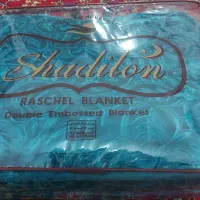 Shadilon
RASCHEL BLANKET
Double Embossed Blanket